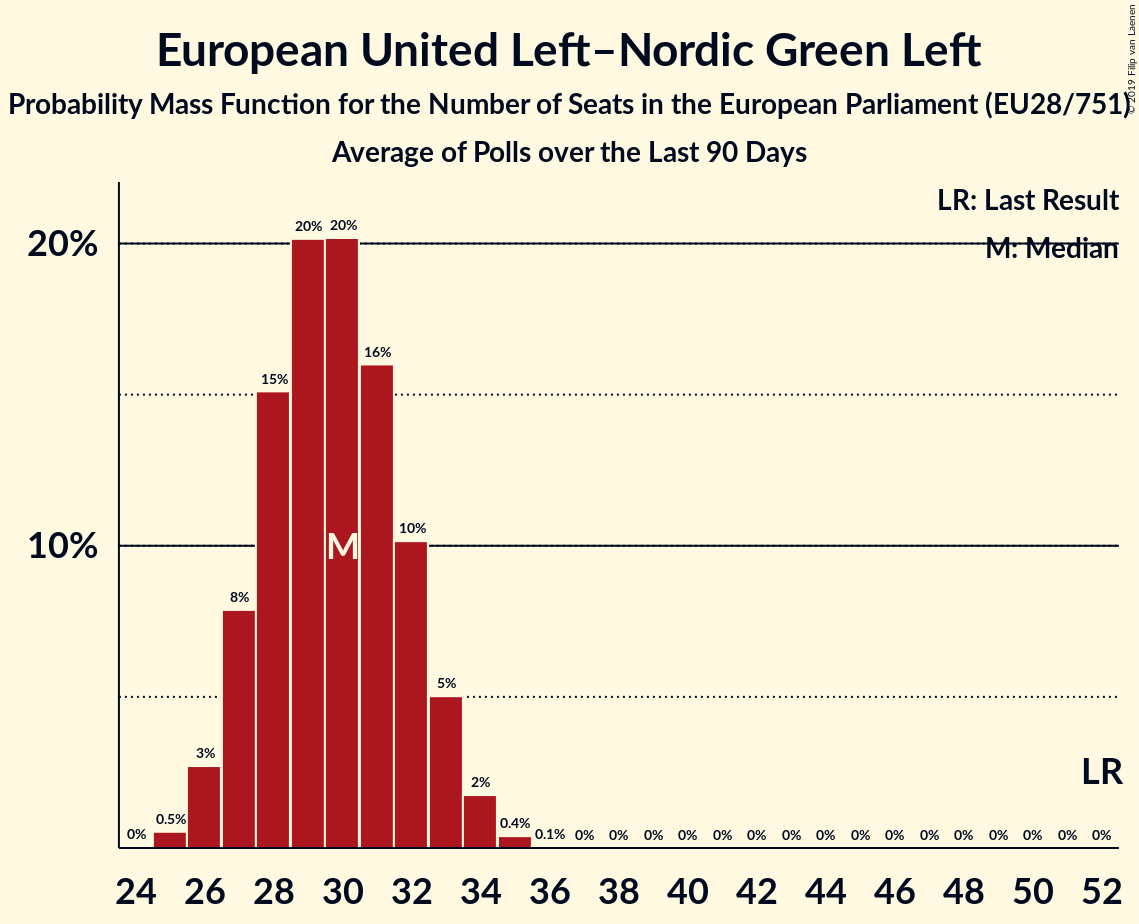 European United Left–Nordic Green Left
Probability Mass Function for the Number of Seats in the European Parliament (EU28/751)
Average of Polls over the Last 90 Days
© 2019 Filip van Laenen
LR: Last Result
M: Median
20%
10%
0% 0.5% 3% 8% 15% 20% 20% 16% 10% 5% 2% 0.4% 0.1% 0% 0% 0% 0% 0% 0% 0% 0% 0% 0% 0% 0% 0% 0% 0% 0%
M
LR
24 26 28 30 32 34 36 38 40 42 44 46 48 50 52